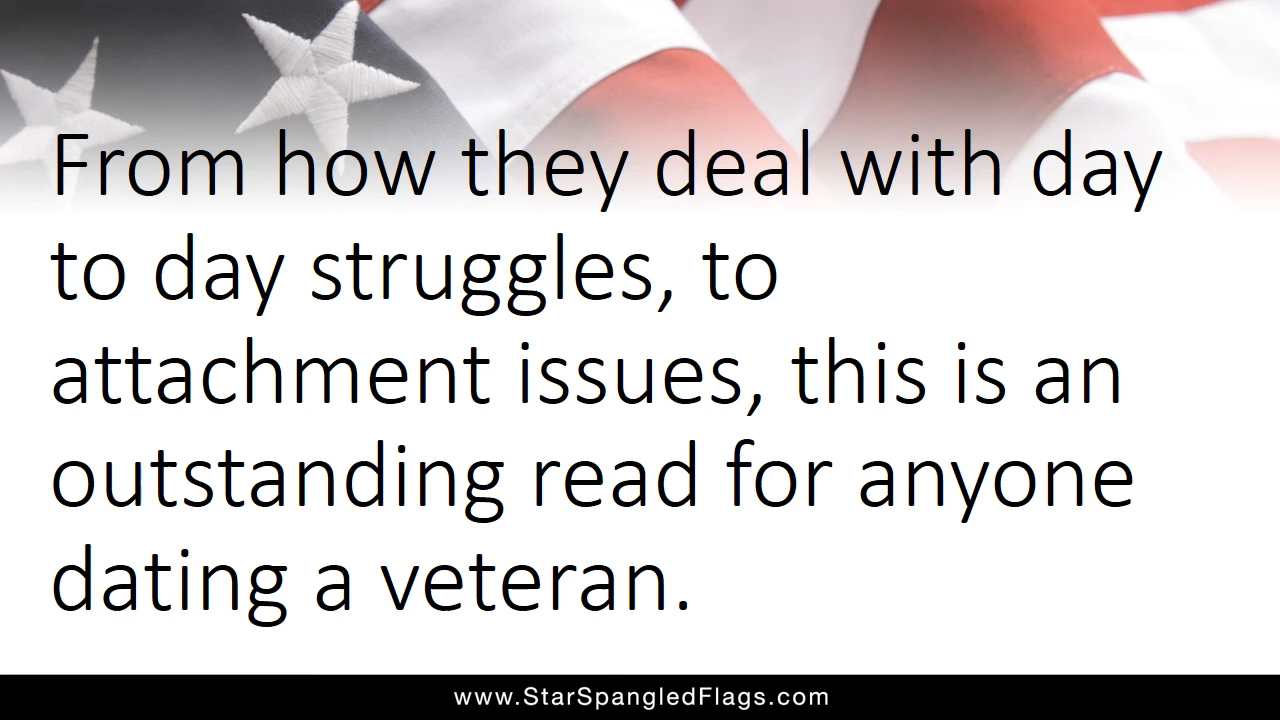 From how they deal with day
to day struggles, to
attachment issues, this is an
outstanding read for anyone
dating a veteran.
www.StarSpangledFlags.com